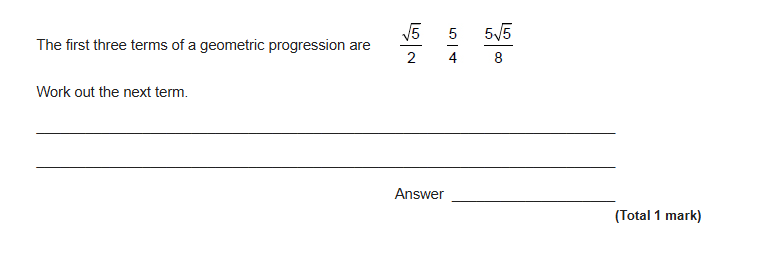 The first three terms of a geometric progression are √5/2 5/4 5√5/8
Work out the next term.
Answer
(Total 1 mark)